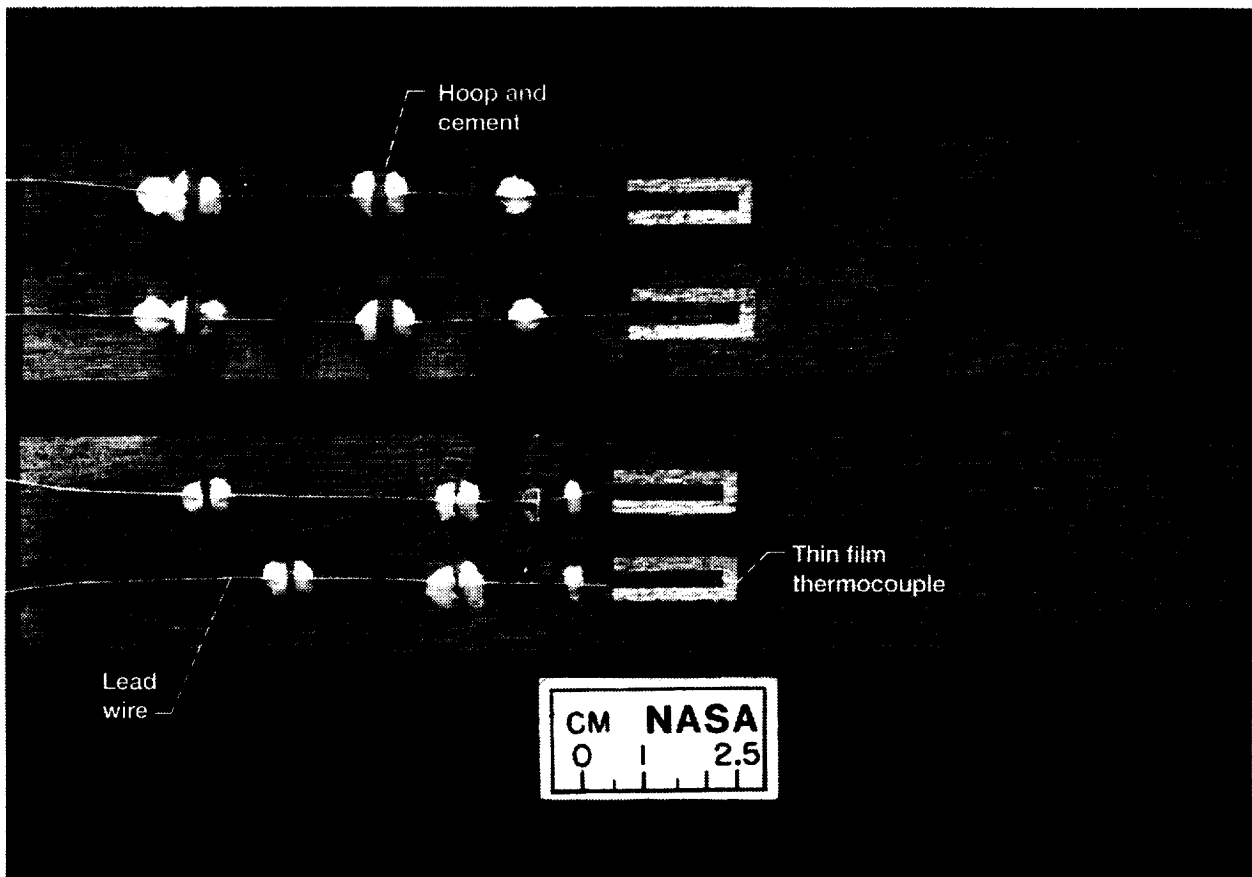 Hoop and
cement
Thin film
thermocouple
Lead
wire
CM NASA
0 1 2.5